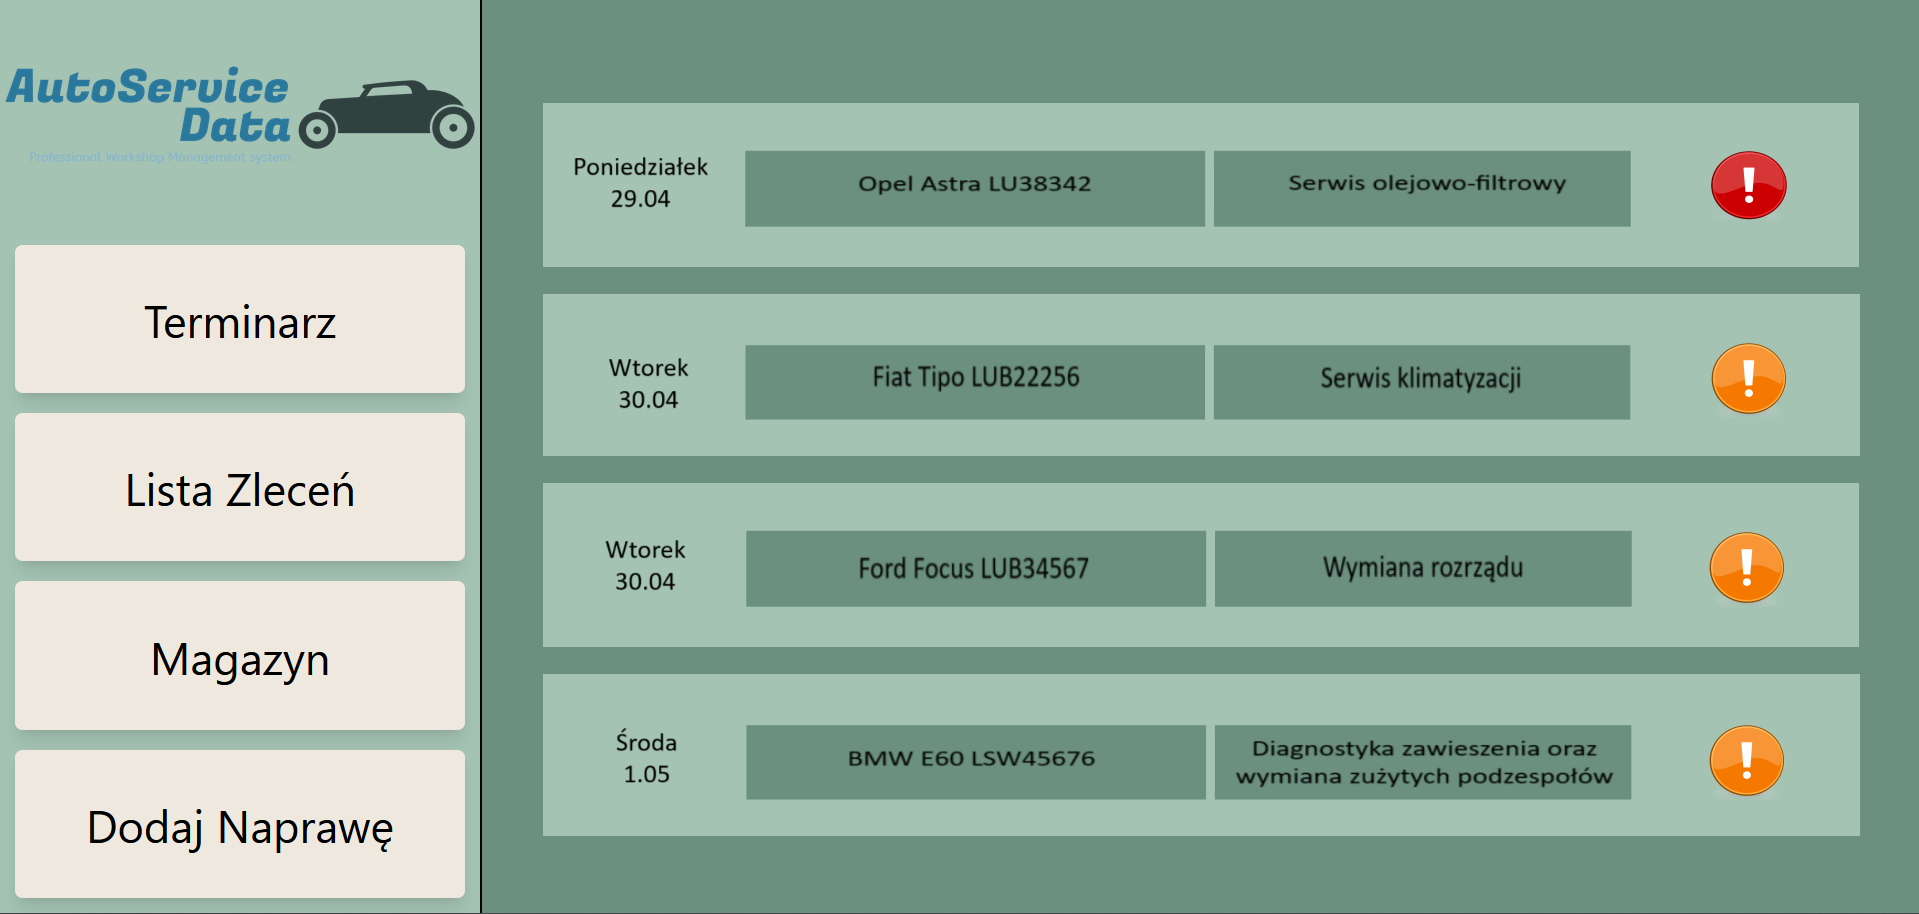 AutoService
Data
Professional Workshop Management system
Terminarz
Lista Zleceń
Magazyn
Dodaj Naprawę
Poniedziałek
29.04
Opel Astra LU38342
Serwis olejowo-filtrowy
Wtorek
30.04
Fiat Tipo LUB22256
Serwis klimatyzacji
Wtorek
30.04
Ford Focus LUB34567
Wymiana rozrządu
Środa
1.05
BMW E60 LSW45676
Diagnostyka zawieszenia oraz
wymiana zużytych podzespołów